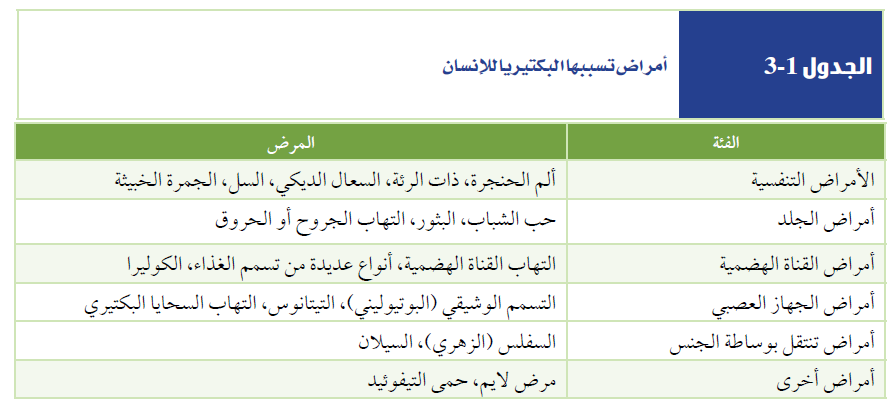 الجدول 1-3
أمراض تسببها البكتيريا للإنسان
الفئة المرض
الأمراض التنفسية ألم الحنجرة، ذات الرئة، السعال الديكي، السل، الجمرة الخبيثة
أمراض الجلد حب الشباب، البثور، التهاب الجروح أو الحروق
أمراض القناة الهضمية التهاب القناة الهضمية، أنواع عديدة من تسمم الغذاء، الكوليرا
أمراض الجهاز العصبي التسمم الوشيقي (البوتيوليني)، التيتانوس، التهاب السحايا البكتيري
أمراض تنتقل بوساطة الجنس السفلس (الزهري)، السيلان
أمراض أخرى مرض لايم، حمى التيفوئيد